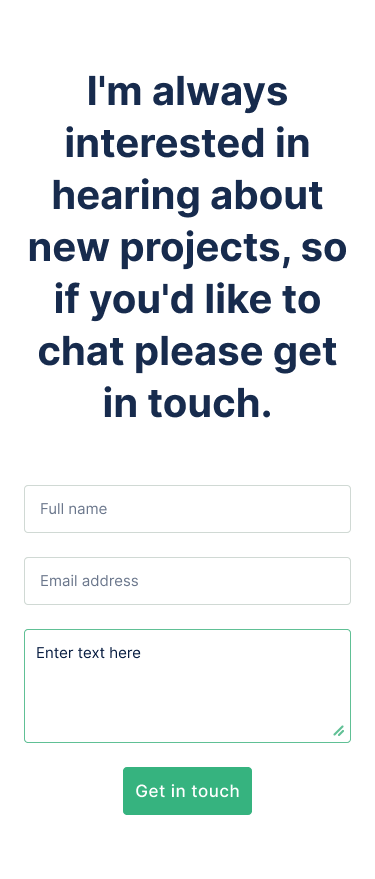 I'm always
interested in
hearing about
new projects, so
if you'd like to
chat please get
in touch.
Full name
Email address
Enter text here
Get in touch